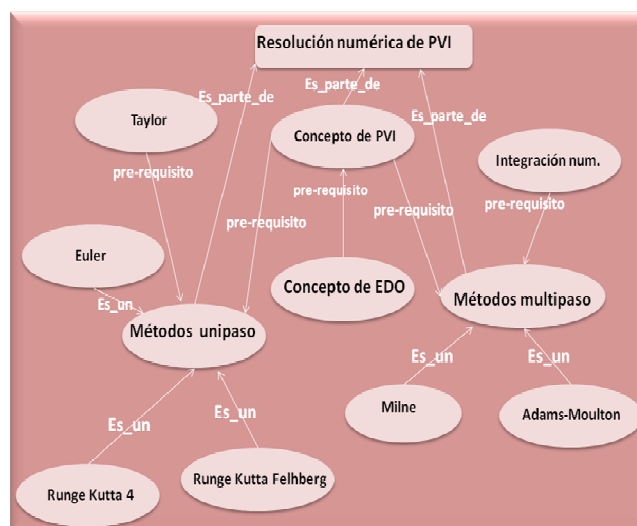 Resolución numérica de PVI
Es_parte_de
Es_parte_de
Es_parte_de
Taylor
Concepto de PVI
Integración num.
pre-requisito
pre-requisito
pre-requisito
pre-requisito
pre-requisito
Euler
Concepto de EDO
Métodos multipaso
Es_un
Métodos unipaso
Es_un
Es_un
Es_un
Es_un
Milne
Adams-Moulton
Runge Kutta 4
Runge Kutta Felhberg